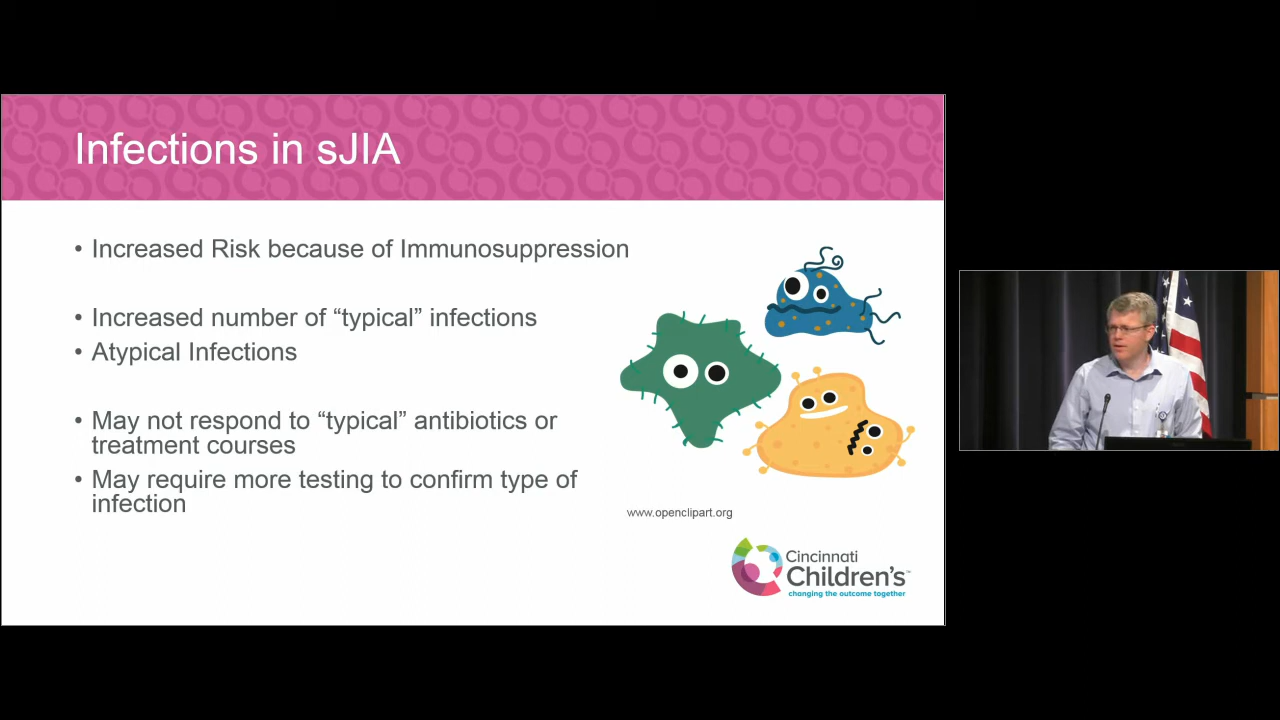 Infections in sJIA
• Increased Risk because of Immunosuppression
• Increased number of “typical” infections
• Atypical Infections
• May not respond to “typical” antibiotics or
treatment courses
• May require more testing to confirm type of
infection
www.openclipart.org
Cincinnati
Children's™
changing the outcome together